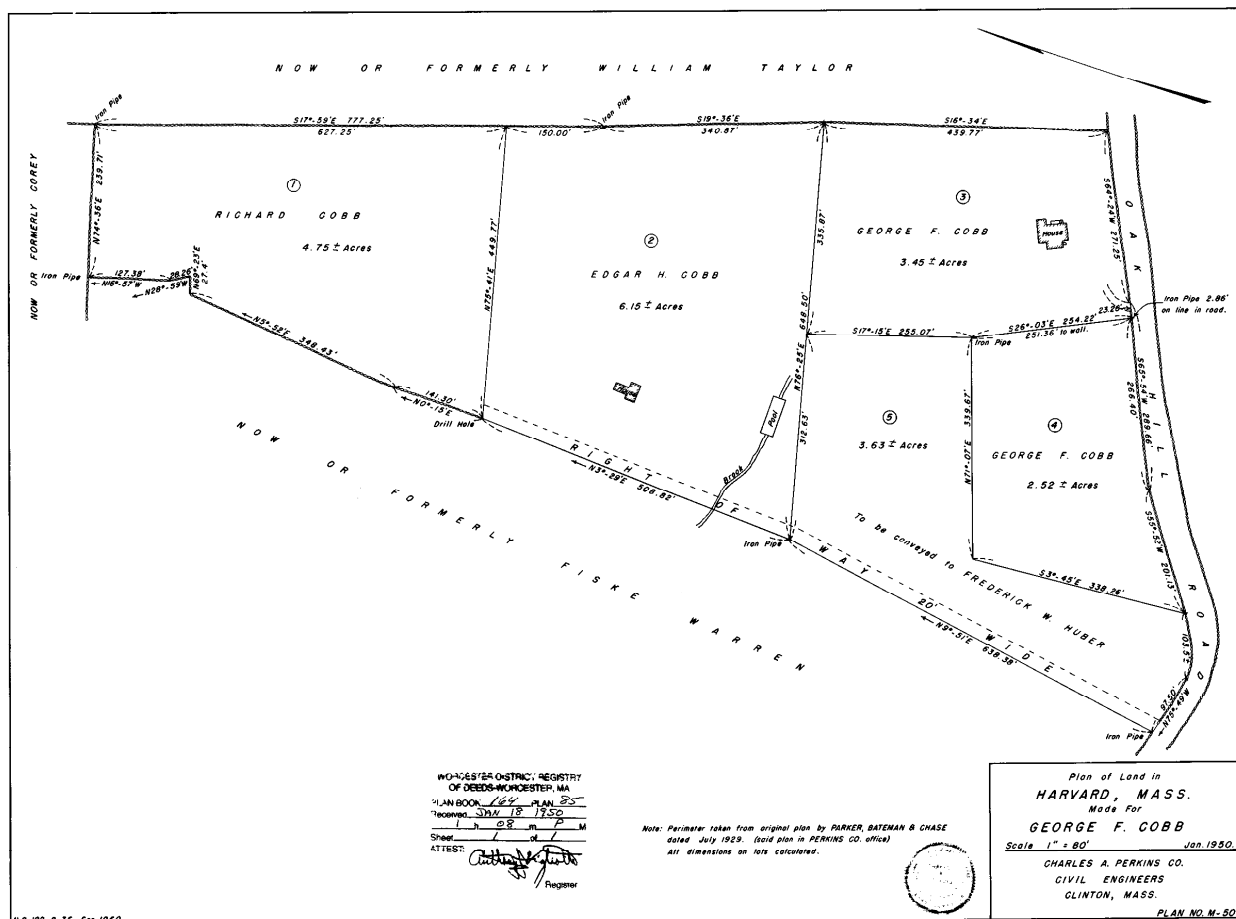 NOW OR FORMERLY WILLIAM TAYLOR
Iron Pipe
S17°-59'E 777.25'
627.25'
150.00'
Iron Pipe
S19°-36'E
340.87'
S16°-34'E
439.77'
NOW OR FORMERLY COREY
N74°-36'E 239.71'
① 
RICHARD COBB
4.75 ± Acres
Iron Pipe
127.38'
N16°-57'W
28.26'
N28°-59'W
N69°-23'E
27.4'
N5°-52'E 348.43'
141.30'
N0°-15'E
Drill Hole
N75°-41'E 449.77'
②
EDGAR H. COBB
6.15 ± Acres
House
Pool
Brook
335.87'
N76°-25'E 648.50'
312.63'
③
GEORGE F. COBB
3.45 ± Acres
House
S64°-24'W 271.25'
23.26'
Iron Pipe 2.86'
on line in road.
S17°-15'E 255.07'
S26°-03'E 254.22'
251.36' to wall.
Iron Pipe
N71°-07'E 339.67'
⑤
3.63 ± Acres
④
GEORGE F. COBB
2.52 ± Acres
S65°-54'W 289.66'
266.40'
S55°-52'W 201.13'
S3°-45'E 338.26'
To be conveyed to FREDERICK W. HUBER
OAK HILL ROAD
103.5'±
87.50'
N75°-49'W
Iron Pipe
RIGHT OF WAY 20' WIDE
N3°-29'E 506.82'
Iron Pipe
N9°-51'E 638.38'
NOW OR FORMERLY FISKE WARREN
WORCESTER DISTRICT REGISTRY
OF DEEDS-WORCESTER, MA
PLAN BOOK 164 PLAN 85
Received JAN 18 1950
1 h 08 m P M
Sheet 1 of 1
ATTEST:
Register
Note: Perimeter taken from original plan by PARKER, BATEMAN & CHASE
dated July 1929. (said plan in PERKINS CO. office)
All dimensions on lots calculated.
Plan of Land in
HARVARD, MASS.
Made For
GEORGE F. COBB
Scale 1" = 80' Jan. 1950.
CHARLES A. PERKINS CO.
CIVIL ENGINEERS
CLINTON, MASS.
PLAN NO. M-50